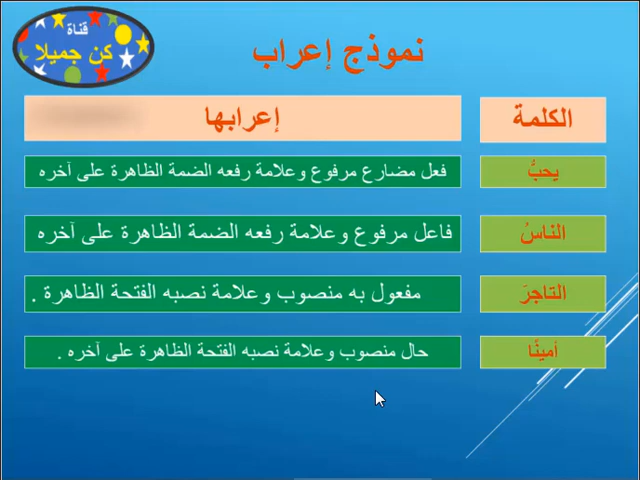 قناة
كن جميلا
نموذج إعراب
الكلمة إعرابها
يحبُّ فعل مضارع مرفوع وعلامة رفعه الضمة الظاهرة على آخره
الناسُ فاعل مرفوع وعلامة رفعه الضمة الظاهرة على آخره
التاجرَ مفعول به منصوب وعلامة نصبه الفتحة الظاهرة .
أمينًا حال منصوب وعلامة نصبه الفتحة الظاهرة على آخره .